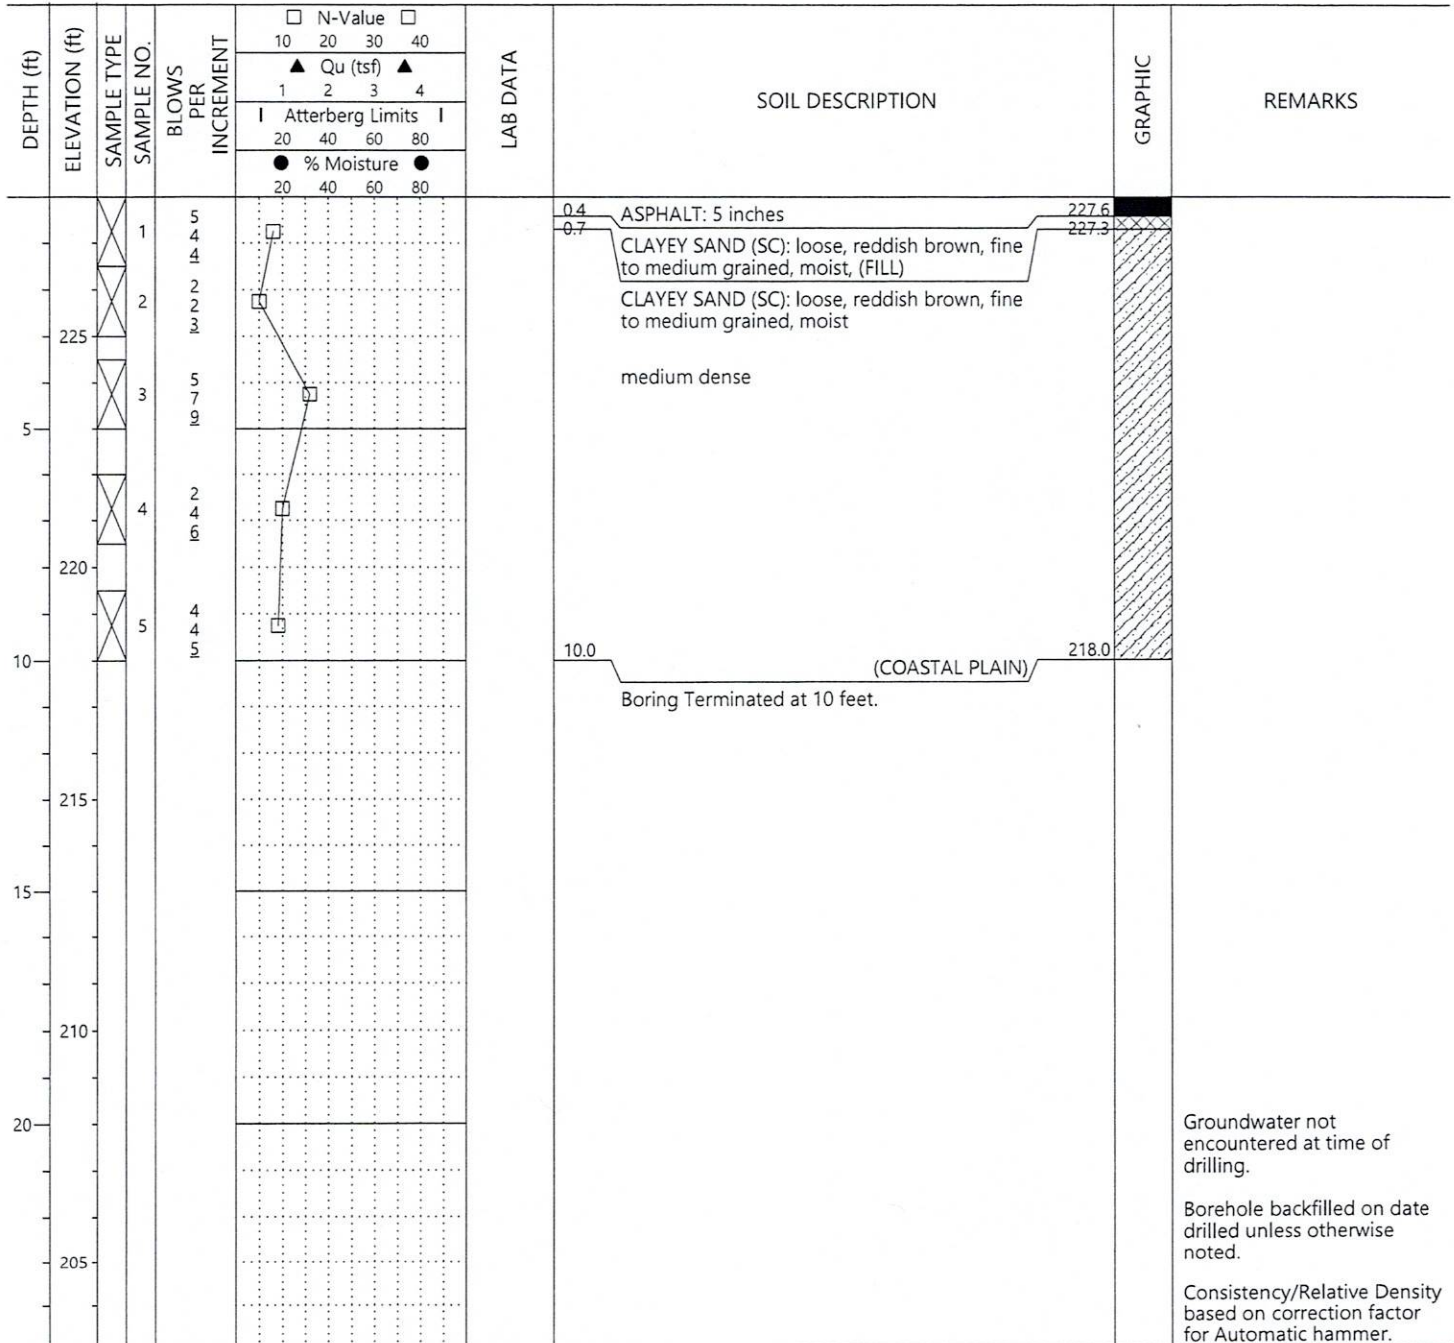 DEPTH (ft)
ELEVATION (ft)
SAMPLE TYPE
SAMPLE NO.
BLOWS
PER
INCREMENT
N-Value
10 20 30 40
Qu (tsf)
1 2 3 4
Atterberg Limits
20 40 60 80
% Moisture
20 40 60 80
LAB DATA
SOIL DESCRIPTION
GRAPHIC
REMARKS
1
5
4
4
0.4 ASPHALT: 5 inches 227.6
0.7 227.3
CLAYEY SAND (SC): loose, reddish brown, fine
to medium grained, moist, (FILL)
2
2
2
3
CLAYEY SAND (SC): loose, reddish brown, fine
to medium grained, moist
225
3
5
7
9
medium dense
5
4
2
4
6
220
5
4
4
5
10
10.0 (COASTAL PLAIN) 218.0
Boring Terminated at 10 feet.
215
15
210
20
Groundwater not
encountered at time of
drilling.
Borehole backfilled on date
drilled unless otherwise
noted.
205
Consistency/Relative Density
based on correction factor
for Automatic hammer.